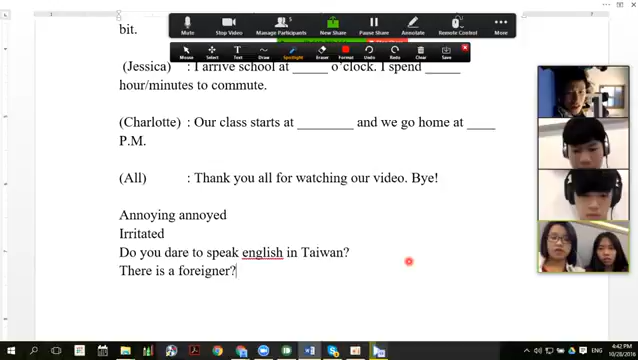 Mute
Stop Video
Manage Participants
5
New Share
Pause Share
Annotate
Remote Control
More
Mouse
Select
Text
Draw
Spotlight
Eraser
Format
Undo
Redo
Clear
Save
bit.
(Jessica) : I arrive school at _____ o'clock. I spend _____
hour/minutes to commute.
(Charlotte) : Our class starts at ________ and we go home at ____
P.M.
(All) : Thank you all for watching our video. Bye!
Annoying annoyed
Irritated
Do you dare to speak english in Taiwan?
There is a foreigner?
4:42 PM
10/28/2016